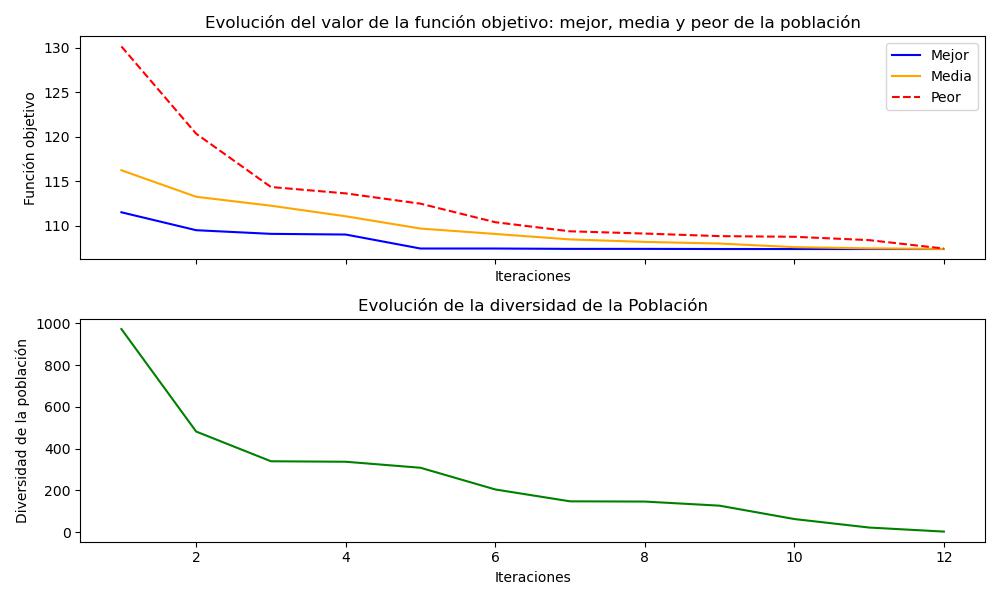 Evolución del valor de la función objetivo: mejor, media y peor de la población
Función objetivo
130
125
120
115
110
Mejor
Media
Peor
Iteraciones
Evolución de la diversidad de la Población
Diversidad de la población
1000
800
600
400
200
0
2 4 6 8 10 12
Iteraciones